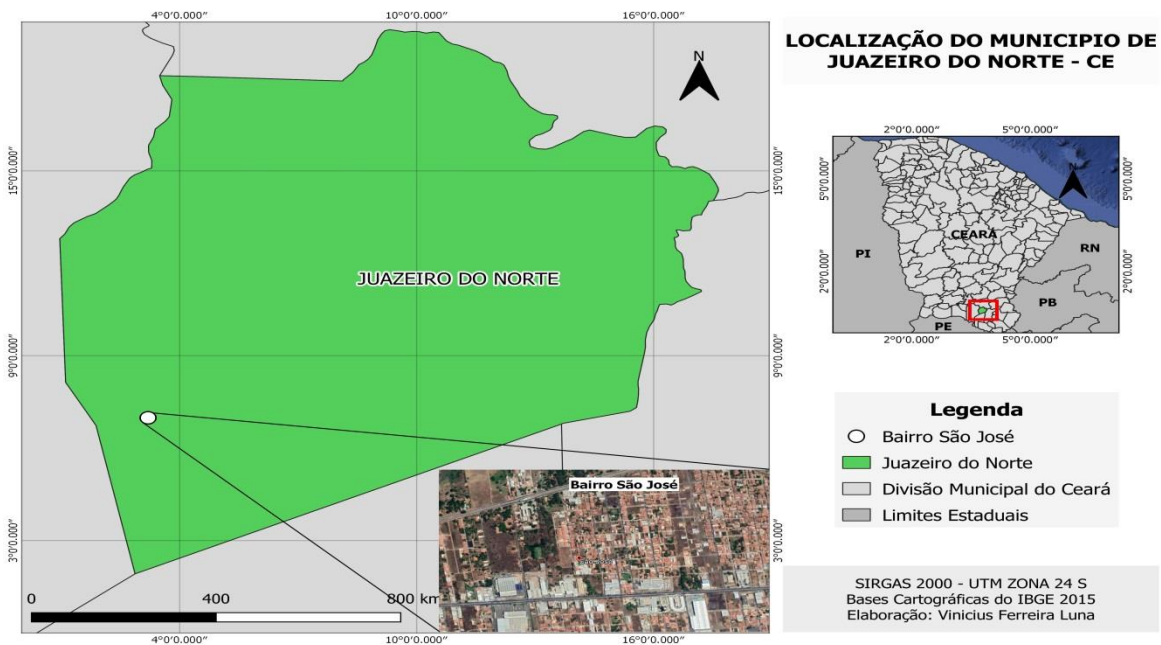 4°0'0.000"
10°0'0.000"
16°0'0.000"
N
15°0'0.000"
15°0'0.000"
JUAZEIRO DO NORTE
9°0'0.000"
9°0'0.000"
3°0'0.000"
3°0'0.000"
Bairro São José
0
400
800 km
4°0'0.000"
10°0'0.000"
16°0'0.000"
LOCALIZAÇÃO DO MUNICIPIO DE
JUAZEIRO DO NORTE - CE
2°0'0.000"
5°0'0.000"
5°0'0.000"
5°0'0.000"
N
CEARÁ
PI
RN
2°0'0.000"
2°0'0.000"
PB
PE
2°0'0.000"
5°0'0.000"
Legenda
Bairro São José
Juazeiro do Norte
Divisão Municipal do Ceará
Limites Estaduais
SIRGAS 2000 - UTM ZONA 24 S
Bases Cartográficas do IBGE 2015
Elaboração: Vinicius Ferreira Luna